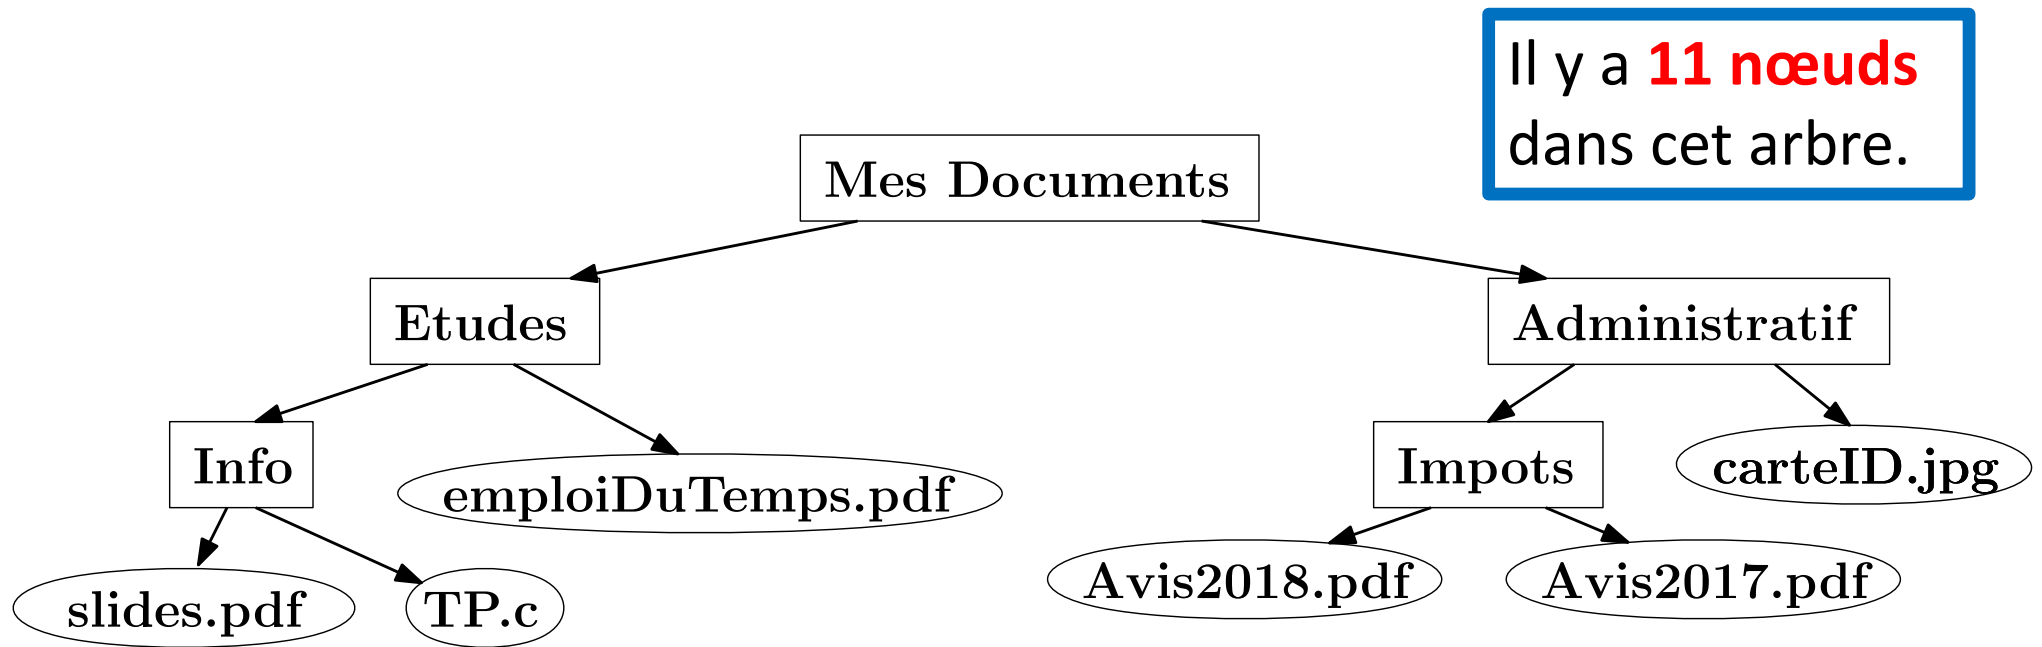 Il y a 11 nœuds
dans cet arbre.
Mes Documents
Etudes
Administratif
Info
emploiDuTemps.pdf
Impots
carteID.jpg
slides.pdf
TP.c
Avis2018.pdf
Avis2017.pdf